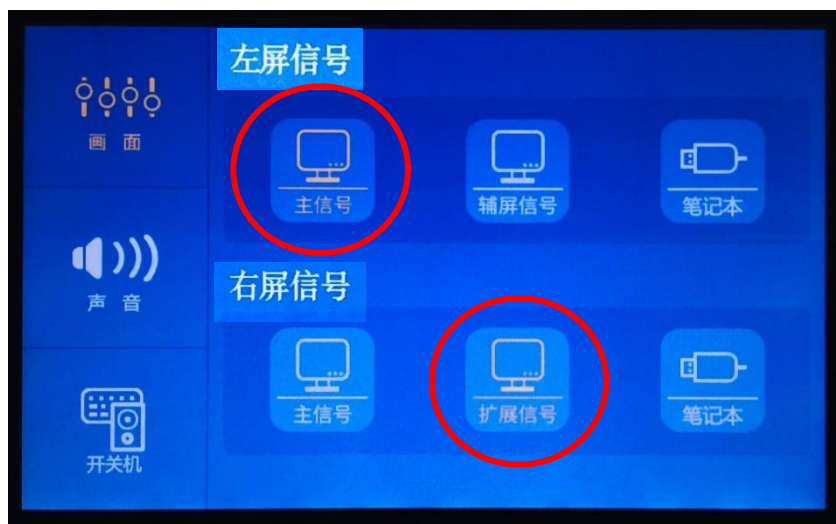 画 面
声 音
开关机
左屏信号
主信号
辅屏信号
笔记本
右屏信号
主信号
扩展信号
笔记本